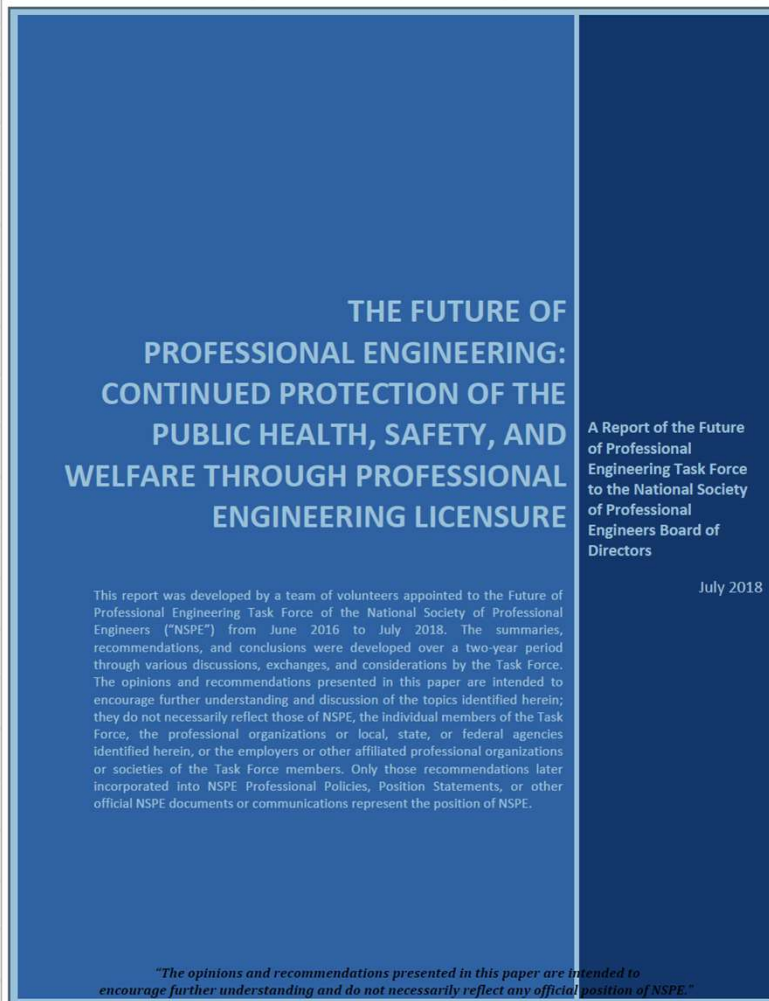 THE FUTURE OF
PROFESSIONAL ENGINEERING:
CONTINUED PROTECTION OF THE
PUBLIC HEALTH, SAFETY, AND
WELFARE THROUGH PROFESSIONAL
ENGINEERING LICENSURE
This report was developed by a team of volunteers appointed to the Future of
Professional Engineering Task Force of the National Society of Professional
Engineers ("NSPE") from June 2016 to July 2018. The summaries,
recommendations, and conclusions were developed over a two-year period
through various discussions, exchanges, and considerations by the Task Force.
The opinions and recommendations presented in this paper are intended to
encourage further understanding and discussion of the topics identified herein;
they do not necessarily reflect those of NSPE, the individual members of the Task
Force, the professional organizations or local, state, or federal agencies
identified herein, or the employers or other affiliated professional organizations
or societies of the Task Force members. Only those recommendations later
incorporated into NSPE Professional Policies, Position Statements, or other
official NSPE documents or communications represent the position of NSPE.
A Report of the Future
of Professional
Engineering Task Force
to the National Society
of Professional
Engineers Board of
Directors
July 2018
"The opinions and recommendations presented in this paper are intended to
encourage further understanding and do not necessarily reflect any official position of NSPE."